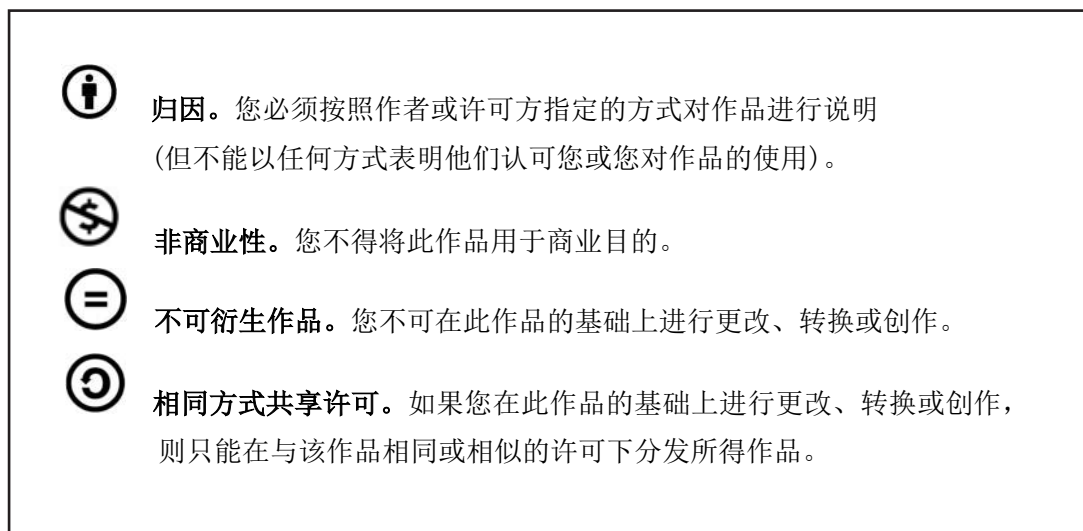 归因。您必须按照作者或许可方指定的方式对作品进行说明
(但不能以任何方式表明他们认可您或您对作品的使用)。
非商业性。您不得将此作品用于商业目的。
不可衍生作品。您不可在此作品的基础上进行更改、转换或创作。
相同方式共享许可。如果您在此作品的基础上进行更改、转换或创作，
则只能在与该作品相同或相似的许可下分发所得作品。